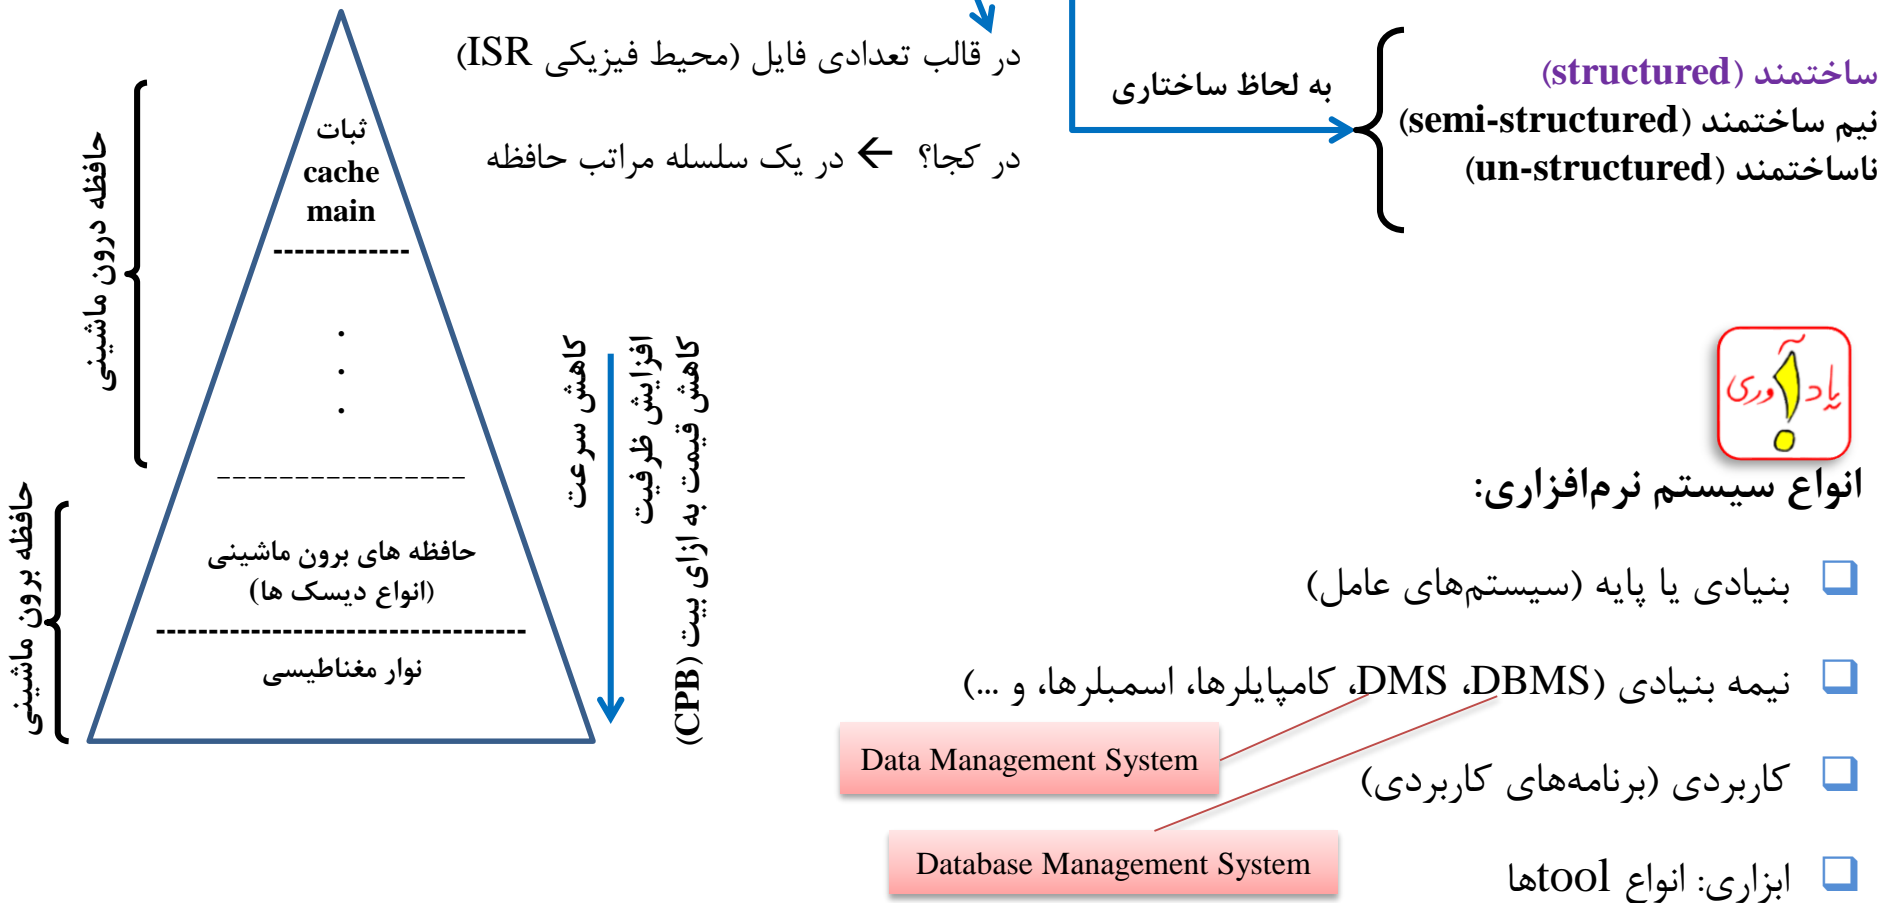 در قالب تعدادی فایل (محیط فیزیکی ISR)
در کجا؟ ← در یک سلسله مراتب حافظه
به لحاظ ساختاری
ساختمند (structured)
نیم ساختمند (semi-structured)
ناساختمند (un-structured)
ثبات
cache
main
-------------
.
.
.
----------------
حافظه های برون ماشینی
(انواع دیسک ها)
-----------------------------------
نوار مغناطیسی
حافظه درون ماشینی
حافظه برون ماشینی
کاهش سرعت
افزایش ظرفیت
کاهش قیمت به ازای بیت (CPB)
یادآوری
انواع سیستم نرم‌افزاری:
بنیادی یا پایه (سیستم‌های عامل)
نیمه بنیادی (DBMS، DMS، کامپایلرها، اسمبلرها، و ...)
Data Management System
کاربردی (برنامه‌های کاربردی)
Database Management System
ابزاری: انواع toolها